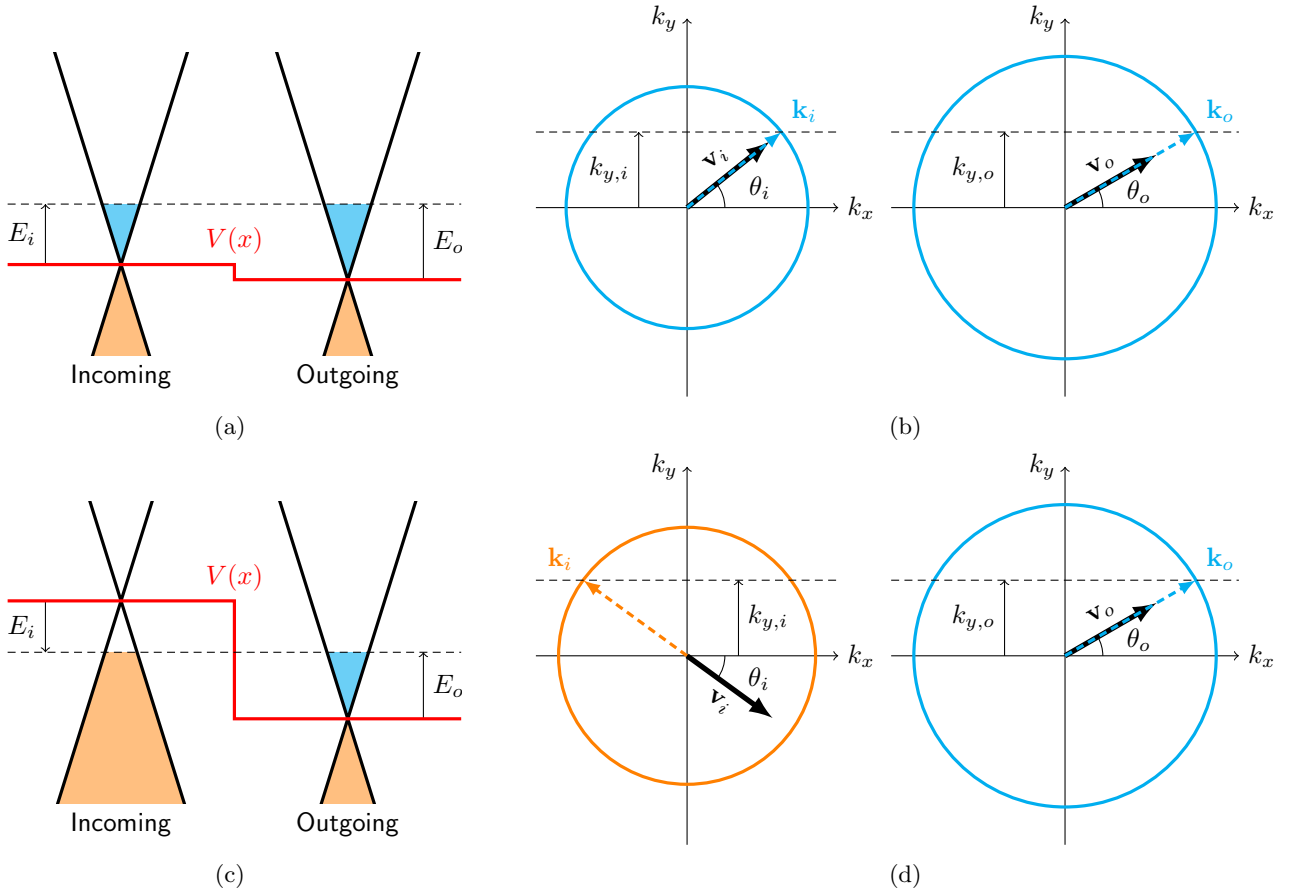 E_i
V(x)
E_o
Incoming
Outgoing
(a)
k_y
𝐤_i
k_{y,i}
𝐯_i
θ_i
k_x
k_y
𝐤_o
k_{y,o}
𝐯_o
θ_o
k_x
(b)
V(x)
E_i
E_o
Incoming
Outgoing
(c)
k_y
𝐤_i
k_{y,i}
θ_i
𝐯_i
k_x
k_y
𝐤_o
k_{y,o}
𝐯_o
θ_o
k_x
(d)